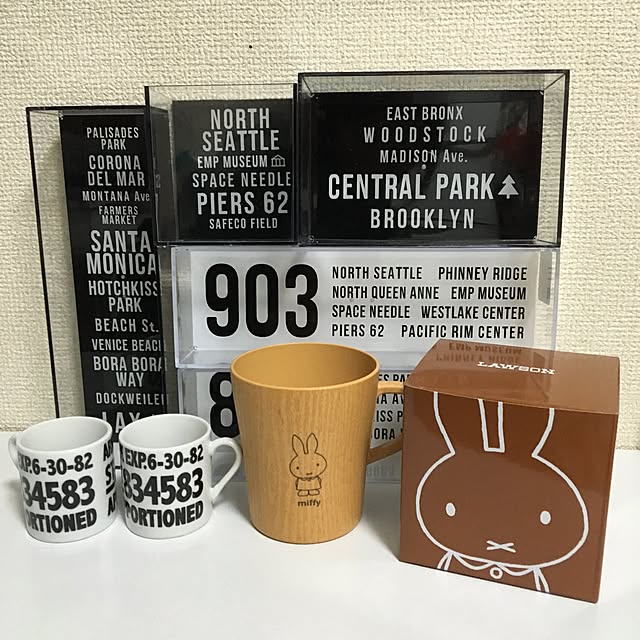 PALISADES
PARK
CORONA
DEL MAR
MONTANA Ave
FARMERS
MARKET
SANTA
MONICA
HOTCHKISS
PARK
BEACH St.
VENICE BEACH
BORA BORA
WAY
DOCKWEILER
NORTH
SEATTLE
EMP MUSEUM
SPACE NEEDLE
PIERS 62
SAFECO FIELD
EAST BRONX
WOODSTOCK
MADISON Ave.
CENTRAL PARK
BROOKLYN
903
NORTH SEATTLE PHINNEY RIDGE
NORTH QUEEN ANNE EMP MUSEUM
SPACE NEEDLE WESTLAKE CENTER
PIERS 62 PACIFIC RIM CENTER
8
EXP.6-30-82
34583
RTIONED
EXP.6-30-82
834583
PORTIONED
miffy
LAWSON